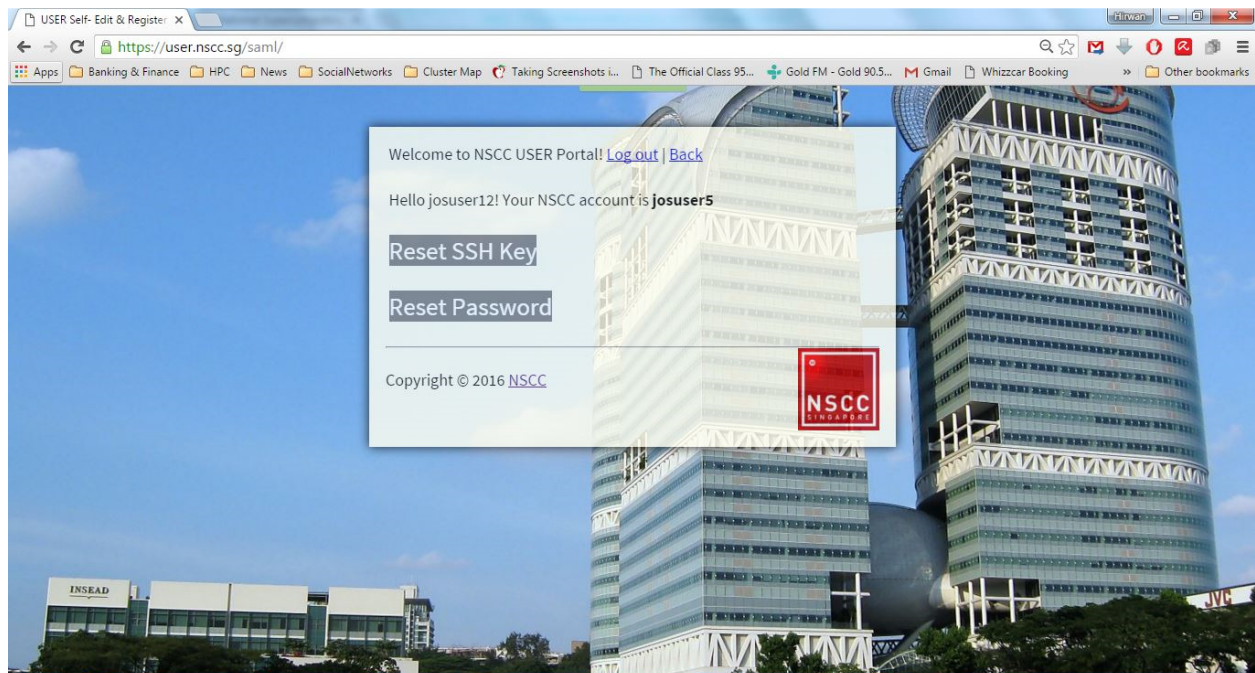 USER Self- Edit & Register
Hirwan
https://user.nscc.sg/saml/
Apps Banking & Finance HPC News SocialNetworks Cluster Map Taking Screenshots i... The Official Class 95... Gold FM - Gold 90.5... Gmail Whizzcar Booking » Other bookmarks
Welcome to NSCC USER Portal! Log out | Back
Hello josuser12! Your NSCC account is josuser5
Reset SSH Key
Reset Password
Copyright © 2016 NSCC
NSCC
SINGAPORE
INSEAD
JVC